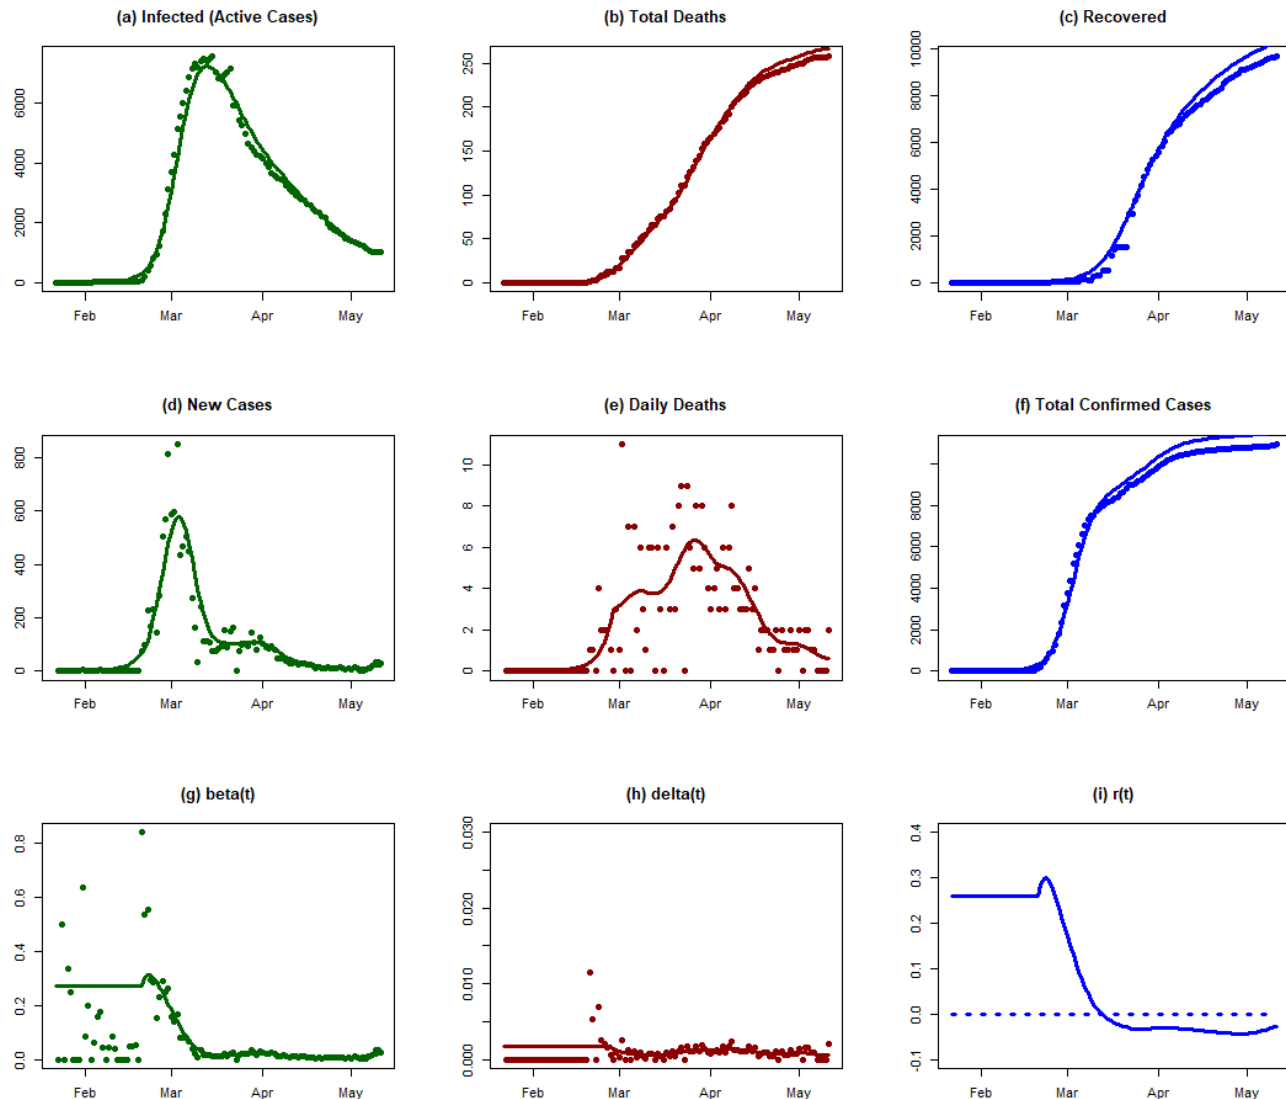 (a) Infected (Active Cases)
6000
4000
2000
0
Feb Mar Apr May
(b) Total Deaths
250
200
150
100
50
0
Feb Mar Apr May
(c) Recovered
10000
8000
6000
4000
2000
0
Feb Mar Apr May
(d) New Cases
800
600
400
200
0
Feb Mar Apr May
(e) Daily Deaths
10
8
6
4
2
0
Feb Mar Apr May
(f) Total Confirmed Cases
8000
6000
4000
2000
0
Feb Mar Apr May
(g) beta(t)
0.8
0.6
0.4
0.2
0.0
Feb Mar Apr May
(h) delta(t)
0.030
0.020
0.010
0.000
Feb Mar Apr May
(i) r(t)
0.4
0.3
0.2
0.1
0.0
-0.1
Feb Mar Apr May